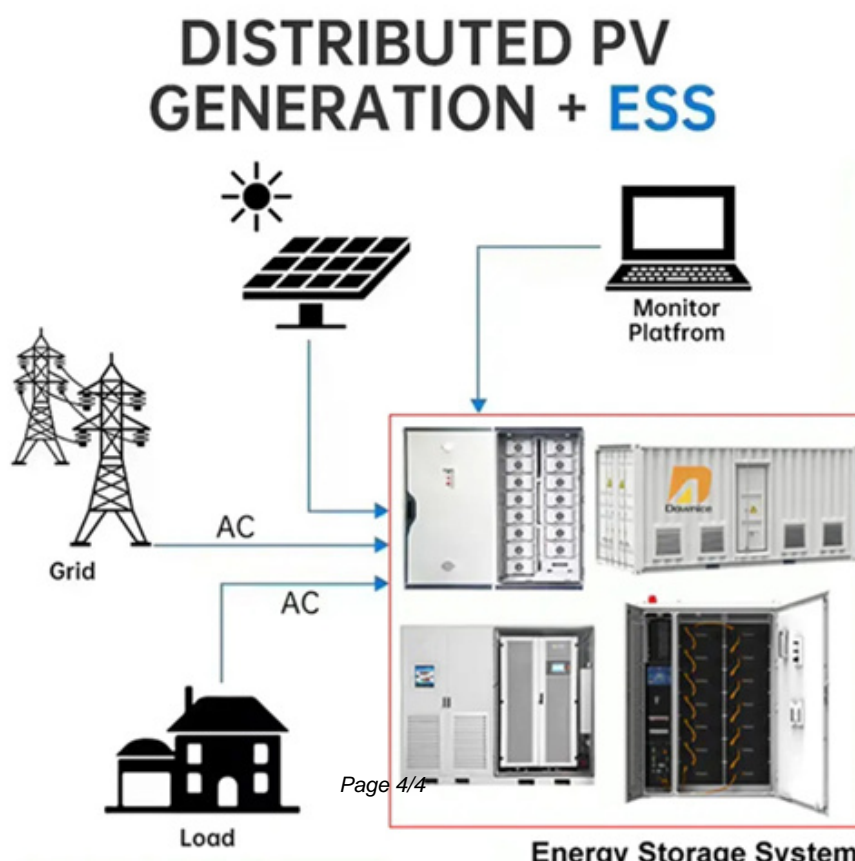 DISTRIBUTED PV
GENERATION + ESS
Monitor
Platfrom
Dawnice
AC
Grid
AC
Page 4/4
Load
Energy Storage System